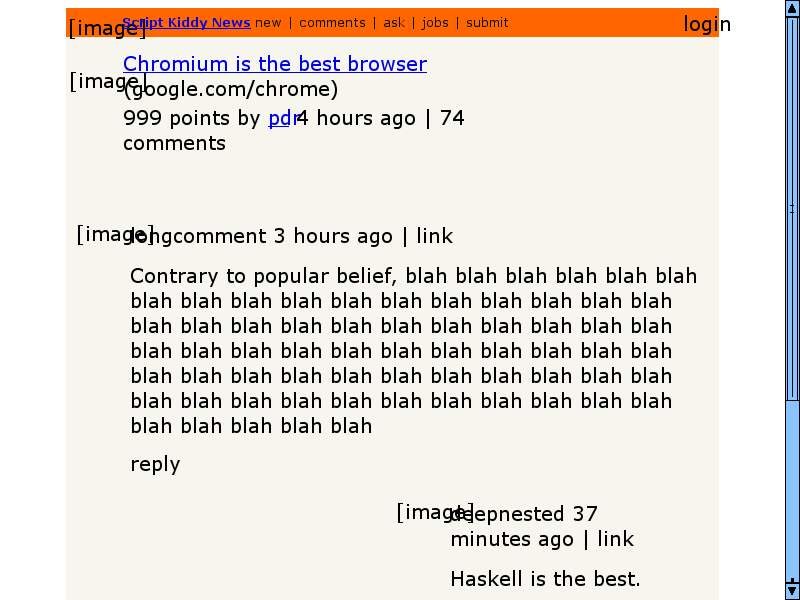 [image] Script Kiddy News new | comments | ask | jobs | submit login
[image] Chromium is the best browser
(google.com/chrome)
999 points by pdr 4 hours ago | 74
comments
[image] longcomment 3 hours ago | link
Contrary to popular belief, blah blah blah blah blah blah
blah blah blah blah blah blah blah blah blah blah blah
blah blah blah blah blah blah blah blah blah blah blah
blah blah blah blah blah blah blah blah blah blah blah
blah blah blah blah blah blah blah blah blah blah blah
blah blah blah blah blah blah blah blah blah blah blah
blah blah blah blah blah
reply
[image] deepnested 37
minutes ago | link
Haskell is the best.